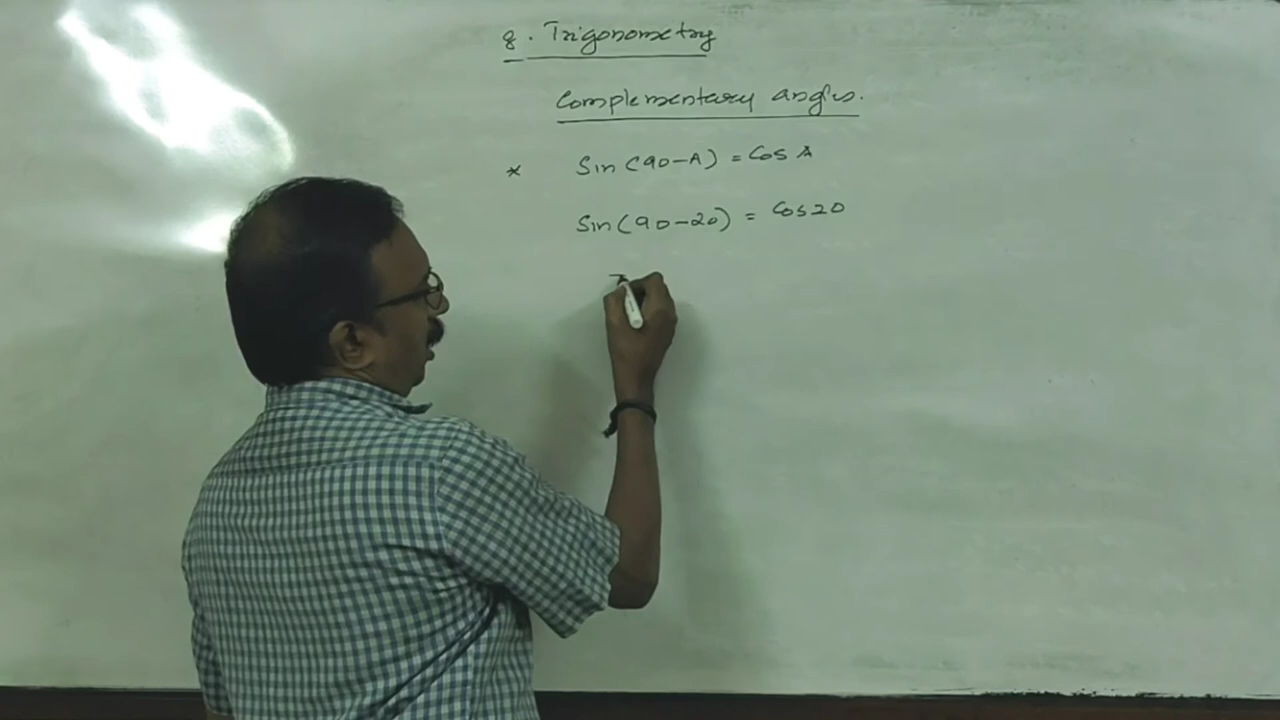 8. Trigonometry
Complementary angles.
* Sin(90-A) = Cos A
Sin(90-20) = Cos20